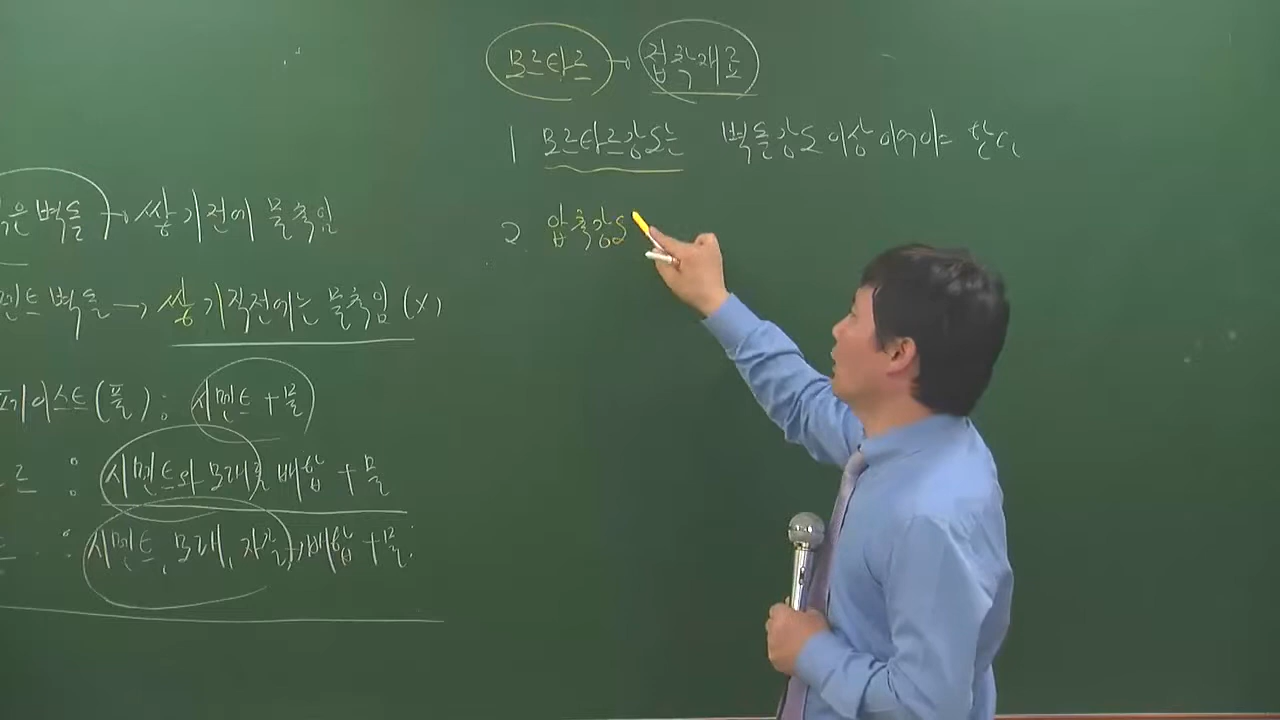 붉은벽돌 → 쌓기전에 물축임
멘트 벽돌 → 쌓기직전에는 물축임 (X)
페이스트(풀) : 시멘트 + 물
르 : 시멘트와 모래를 배합 + 물
트 : 시멘트, 모래, 자갈 → 배합 + 물.
모르타르 → 접착재료
1 모르타르강도는 벽돌강도 이상 이어야 한다
2. 압축강도